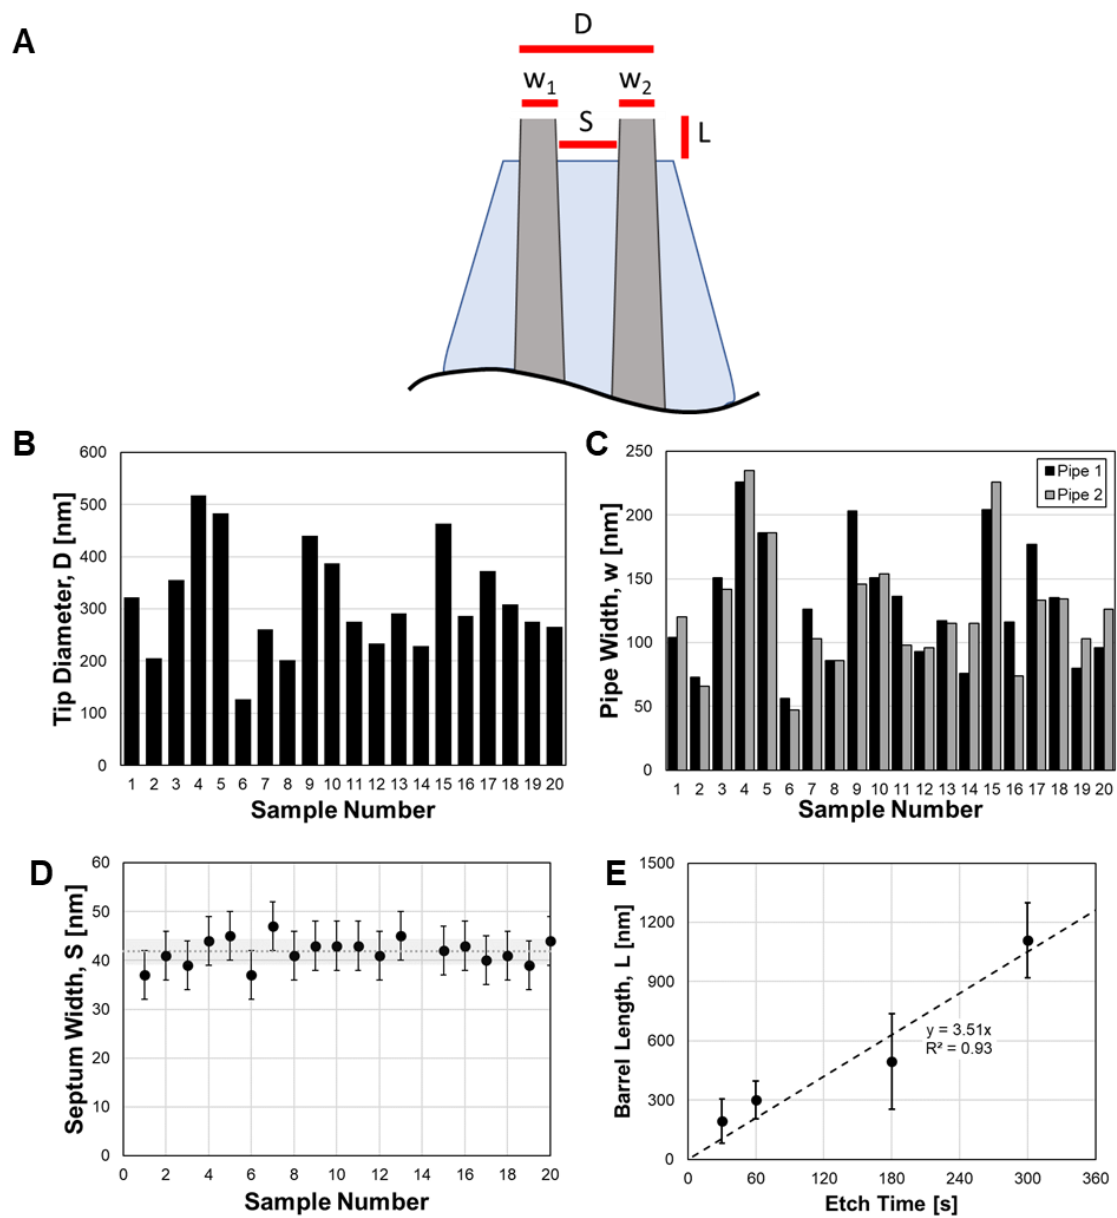 A
D
w1 w2
S
L
B
Tip Diameter, D [nm]
600
500
400
300
200
100
0
1 2 3 4 5 6 7 8 9 10 11 12 13 14 15 16 17 18 19 20
Sample Number
C
Pipe Width, w [nm]
250
200
150
100
50
0
Pipe 1
Pipe 2
1 2 3 4 5 6 7 8 9 10 11 12 13 14 15 16 17 18 19 20
Sample Number
D
Septum Width, S [nm]
60
50
40
30
20
10
0
0 2 4 6 8 10 12 14 16 18 20
Sample Number
E
Barrel Length, L [nm]
1500
1200
900
600
300
0
y = 3.51x
R² = 0.93
0 60 120 180 240 300 360
Etch Time [s]